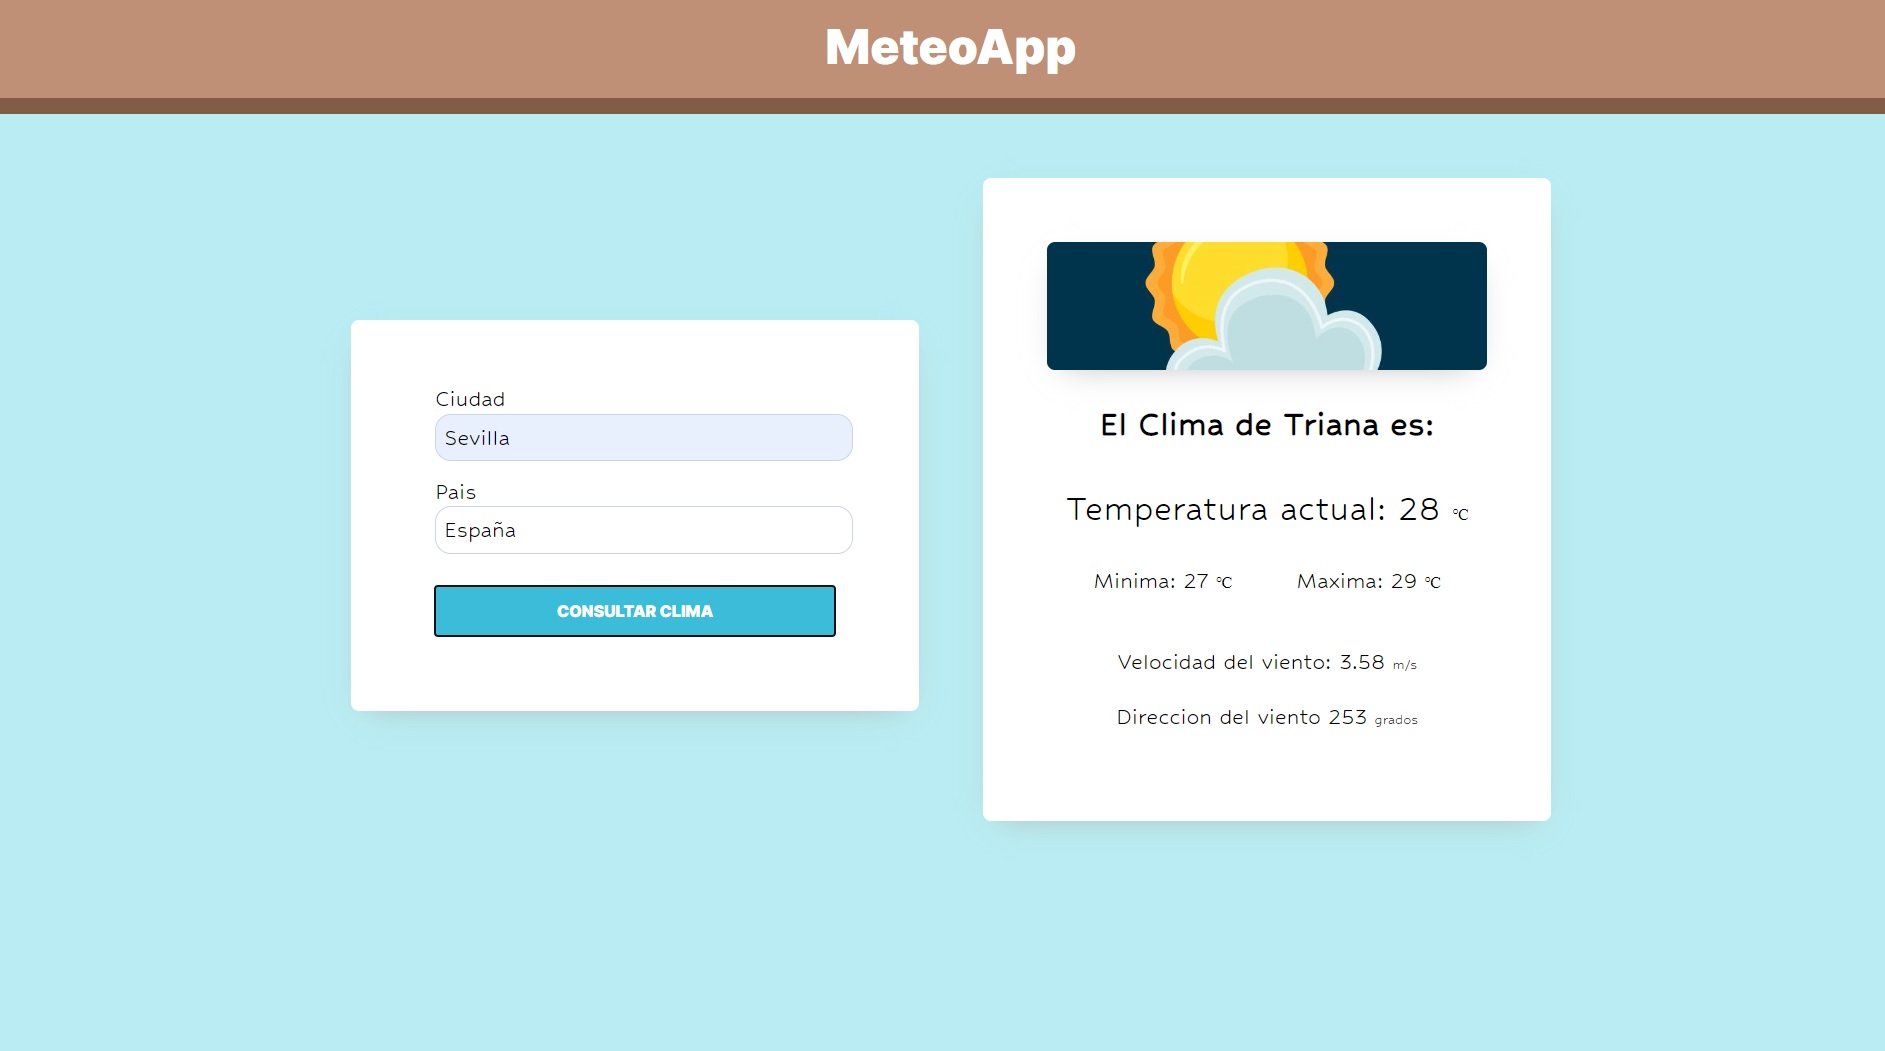 MeteoApp
Ciudad
Sevilla
Pais
España
CONSULTAR CLIMA
El Clima de Triana es:
Temperatura actual: 28 ℃
Minima: 27 ℃ Maxima: 29 ℃
Velocidad del viento: 3.58 m/s
Direccion del viento 253 grados